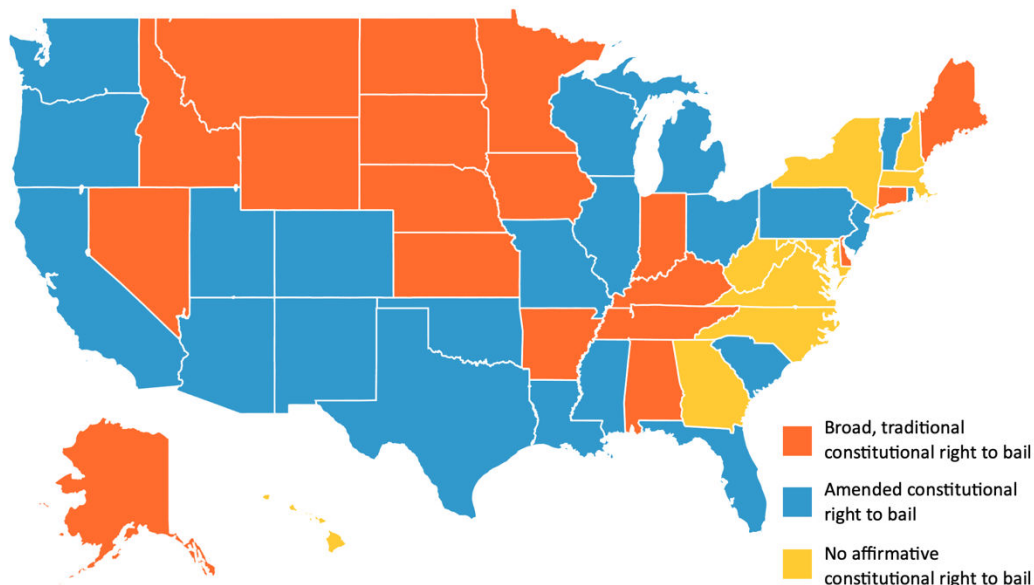 Broad, traditional
constitutional right to bail
Amended constitutional
right to bail
No affirmative
constitutional right to bail